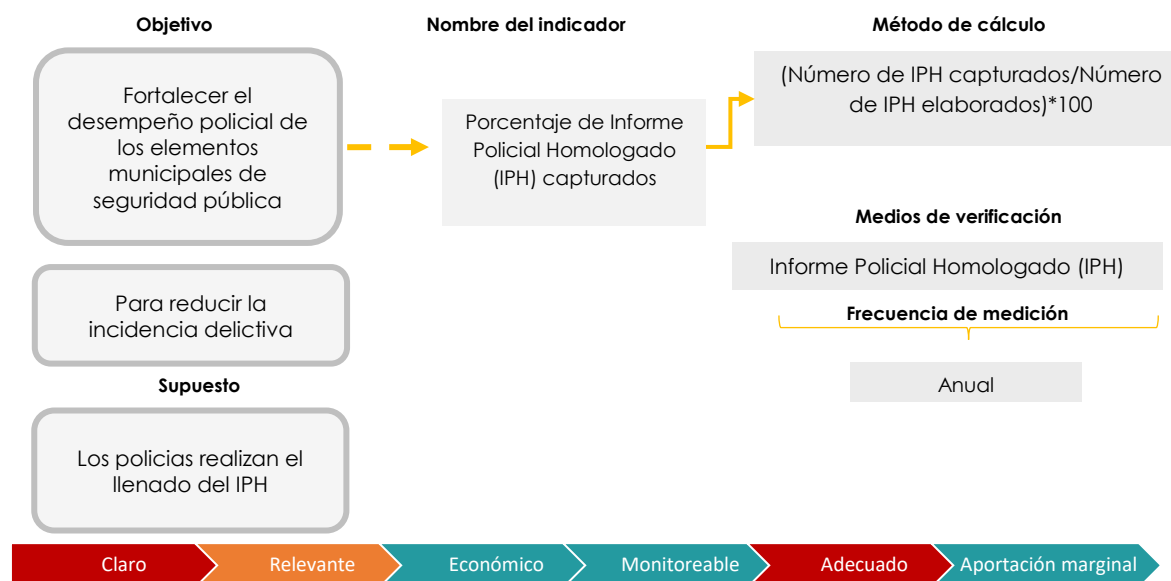 Objetivo
Fortalecer el
desempeño policial de
los elementos
municipales de
seguridad pública
Para reducir la
incidencia delictiva
Supuesto
Los policias realizan el
llenado del IPH
Nombre del indicador
Porcentaje de Informe
Policial Homologado
(IPH) capturados
Método de cálculo
(Número de IPH capturados/Número
de IPH elaborados)*100
Medios de verificación
Informe Policial Homologado (IPH)
Frecuencia de medición
Anual
Claro
Relevante
Económico
Monitoreable
Adecuado
Aportación marginal